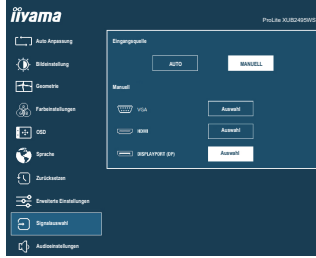 iiyama
ProLite XUB2495WS
Auto Anpassung
Bildeinstellung
Geometrie
Farbeinstellungen
OSD
Sprache
Zurücksetzen
Erweiterte Einstellungen
Signalauswahl
Audioeinstellungen
Eingangsquelle
AUTO
MANUELL
Manuell
VGA
Auswahl
HDMI
Auswahl
DISPLAYPORT (DP)
Auswahl